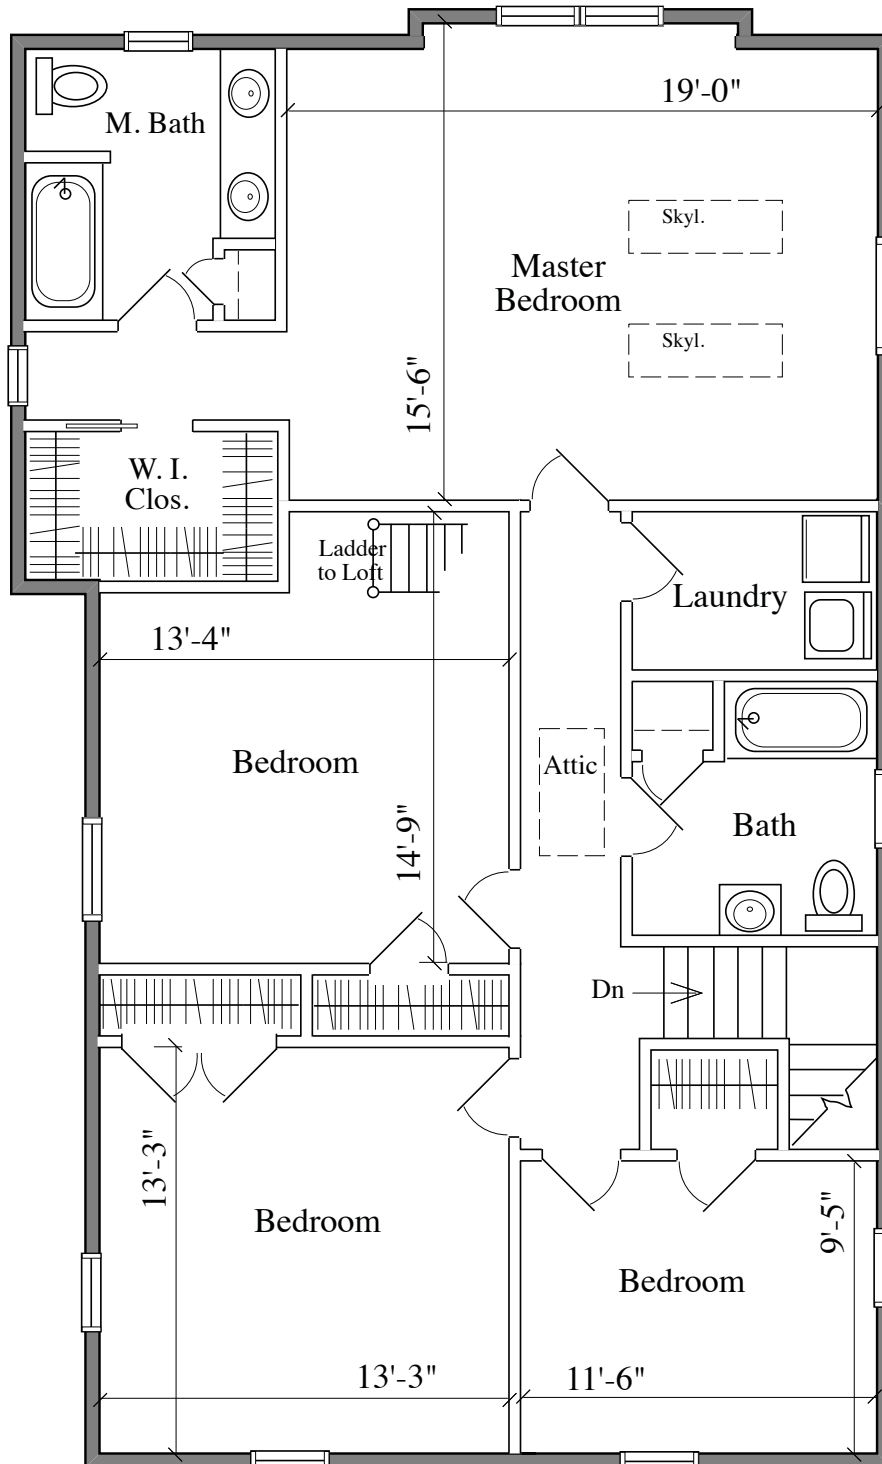 19'-0"
M. Bath
Skyl.
Master
Bedroom
Skyl.
15'-6"
W. I.
Clos.
Ladder
to Loft
Laundry
13'-4"
Bedroom
Attic
14'-9"
Bath
Dn
13'-3"
Bedroom
9'-5"
Bedroom
13'-3"
11'-6"